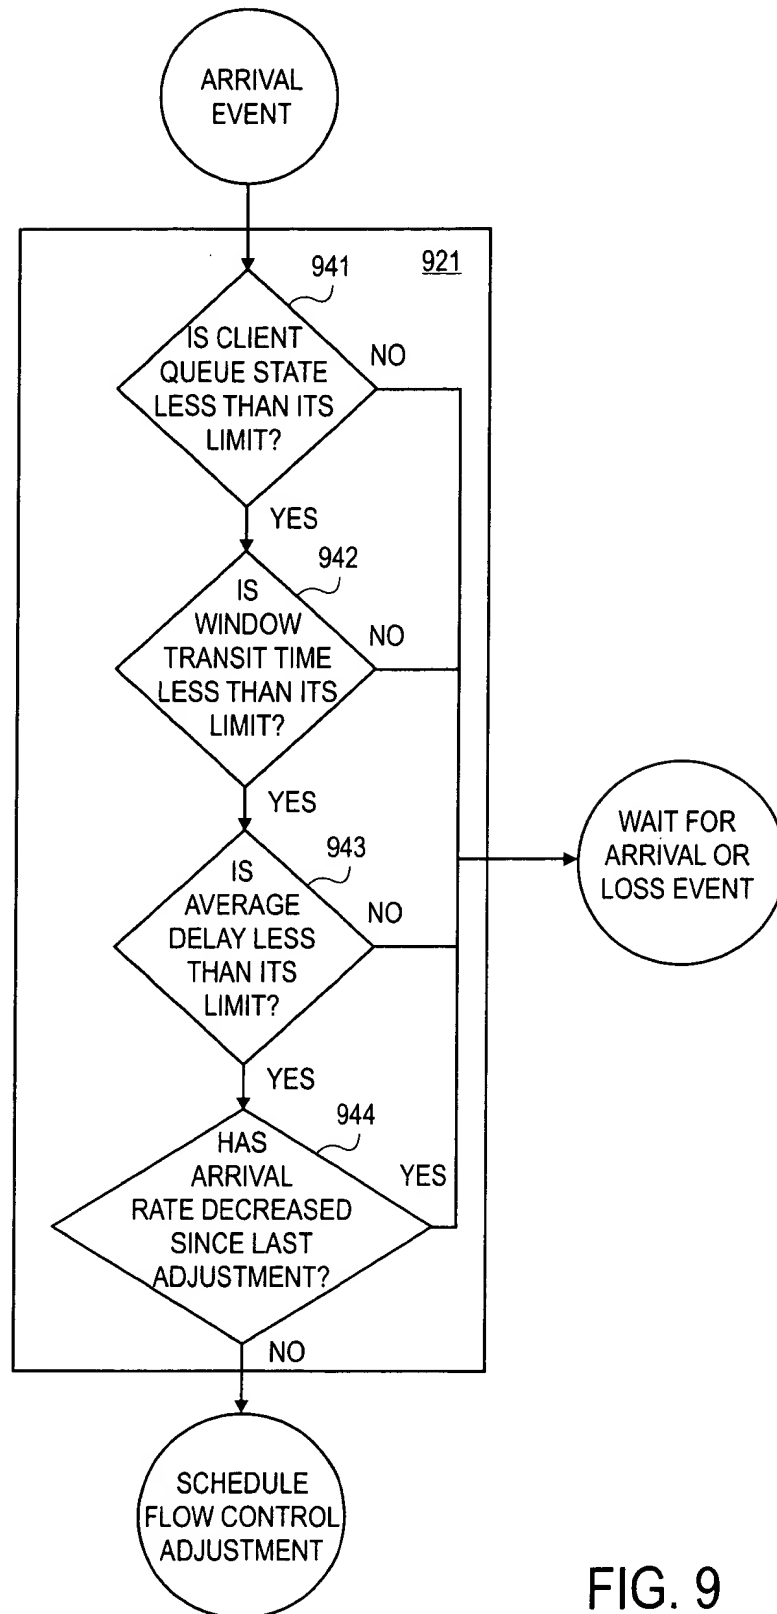 ARRIVAL
EVENT
921
941
IS CLIENT
QUEUE STATE
LESS THAN ITS
LIMIT?
NO
YES
942
IS
WINDOW
TRANSIT TIME
LESS THAN ITS
LIMIT?
NO
YES
943
IS
AVERAGE
DELAY LESS
THAN ITS
LIMIT?
NO
WAIT FOR
ARRIVAL OR
LOSS EVENT
YES
944
HAS
ARRIVAL
RATE DECREASED
SINCE LAST
ADJUSTMENT?
YES
NO
SCHEDULE
FLOW CONTROL
ADJUSTMENT
FIG. 9